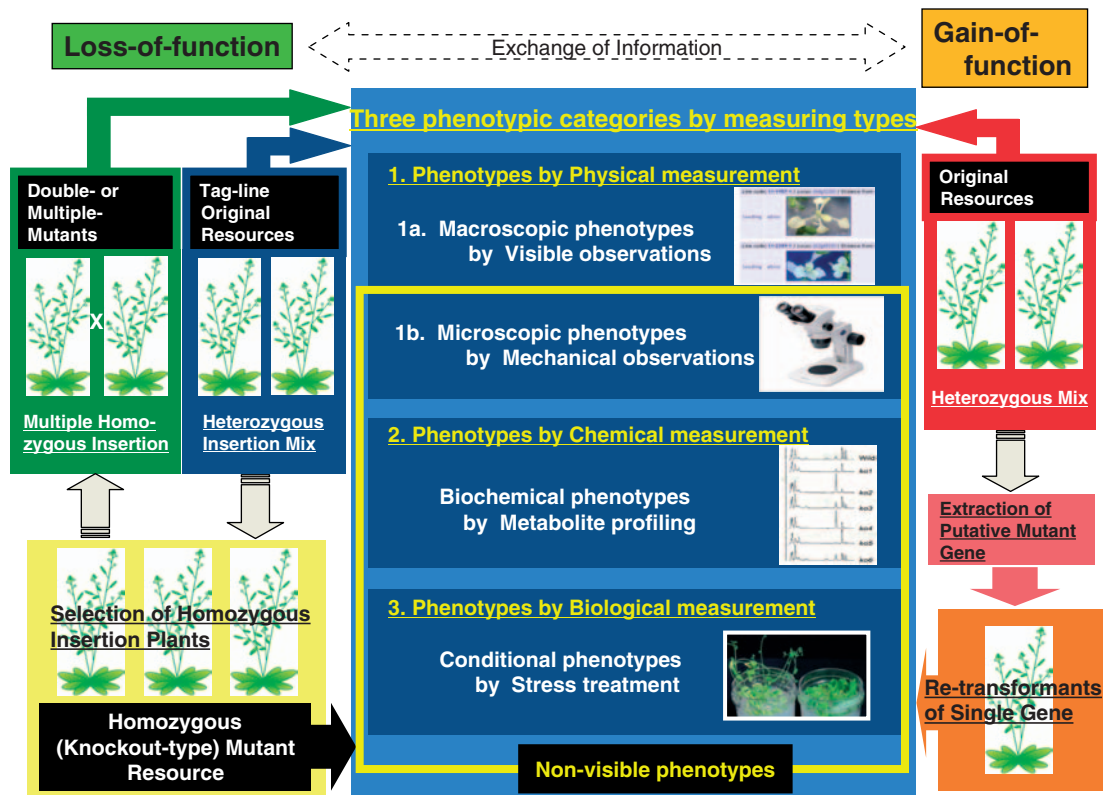 Loss-of-function
Exchange of Information
Gain-of-
function
Three phenotypic categories by measuring types
Double- or
Multiple-
Mutants
X
Multiple Homo-
zygous Insertion
Tag-line
Original
Resources
Heterozygous
Insertion Mix
Selection of Homozygous
Insertion Plants
Homozygous
(Knockout-type) Mutant
Resource
1. Phenotypes by Physical measurement
1a. Macroscopic phenotypes
by Visible observations
1b. Microscopic phenotypes
by Mechanical observations
2. Phenotypes by Chemical measurement
Biochemical phenotypes
by Metabolite profiling
3. Phenotypes by Biological measurement
Conditional phenotypes
by Stress treatment
Non-visible phenotypes
Original
Resources
Heterozygous Mix
Extraction of
Putative Mutant
Gene
Re-transformants
of Single Gene